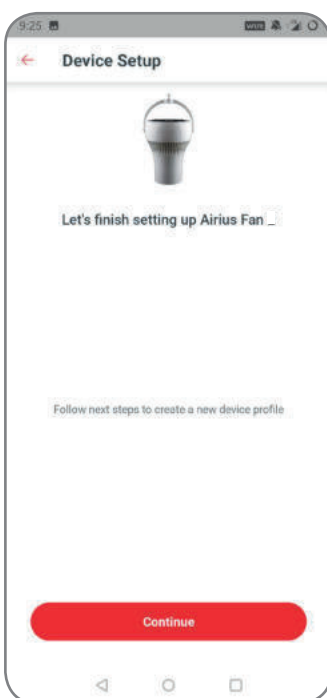 9:25
Device Setup
Let's finish setting up Airius Fan _
Follow next steps to create a new device profile
Continue